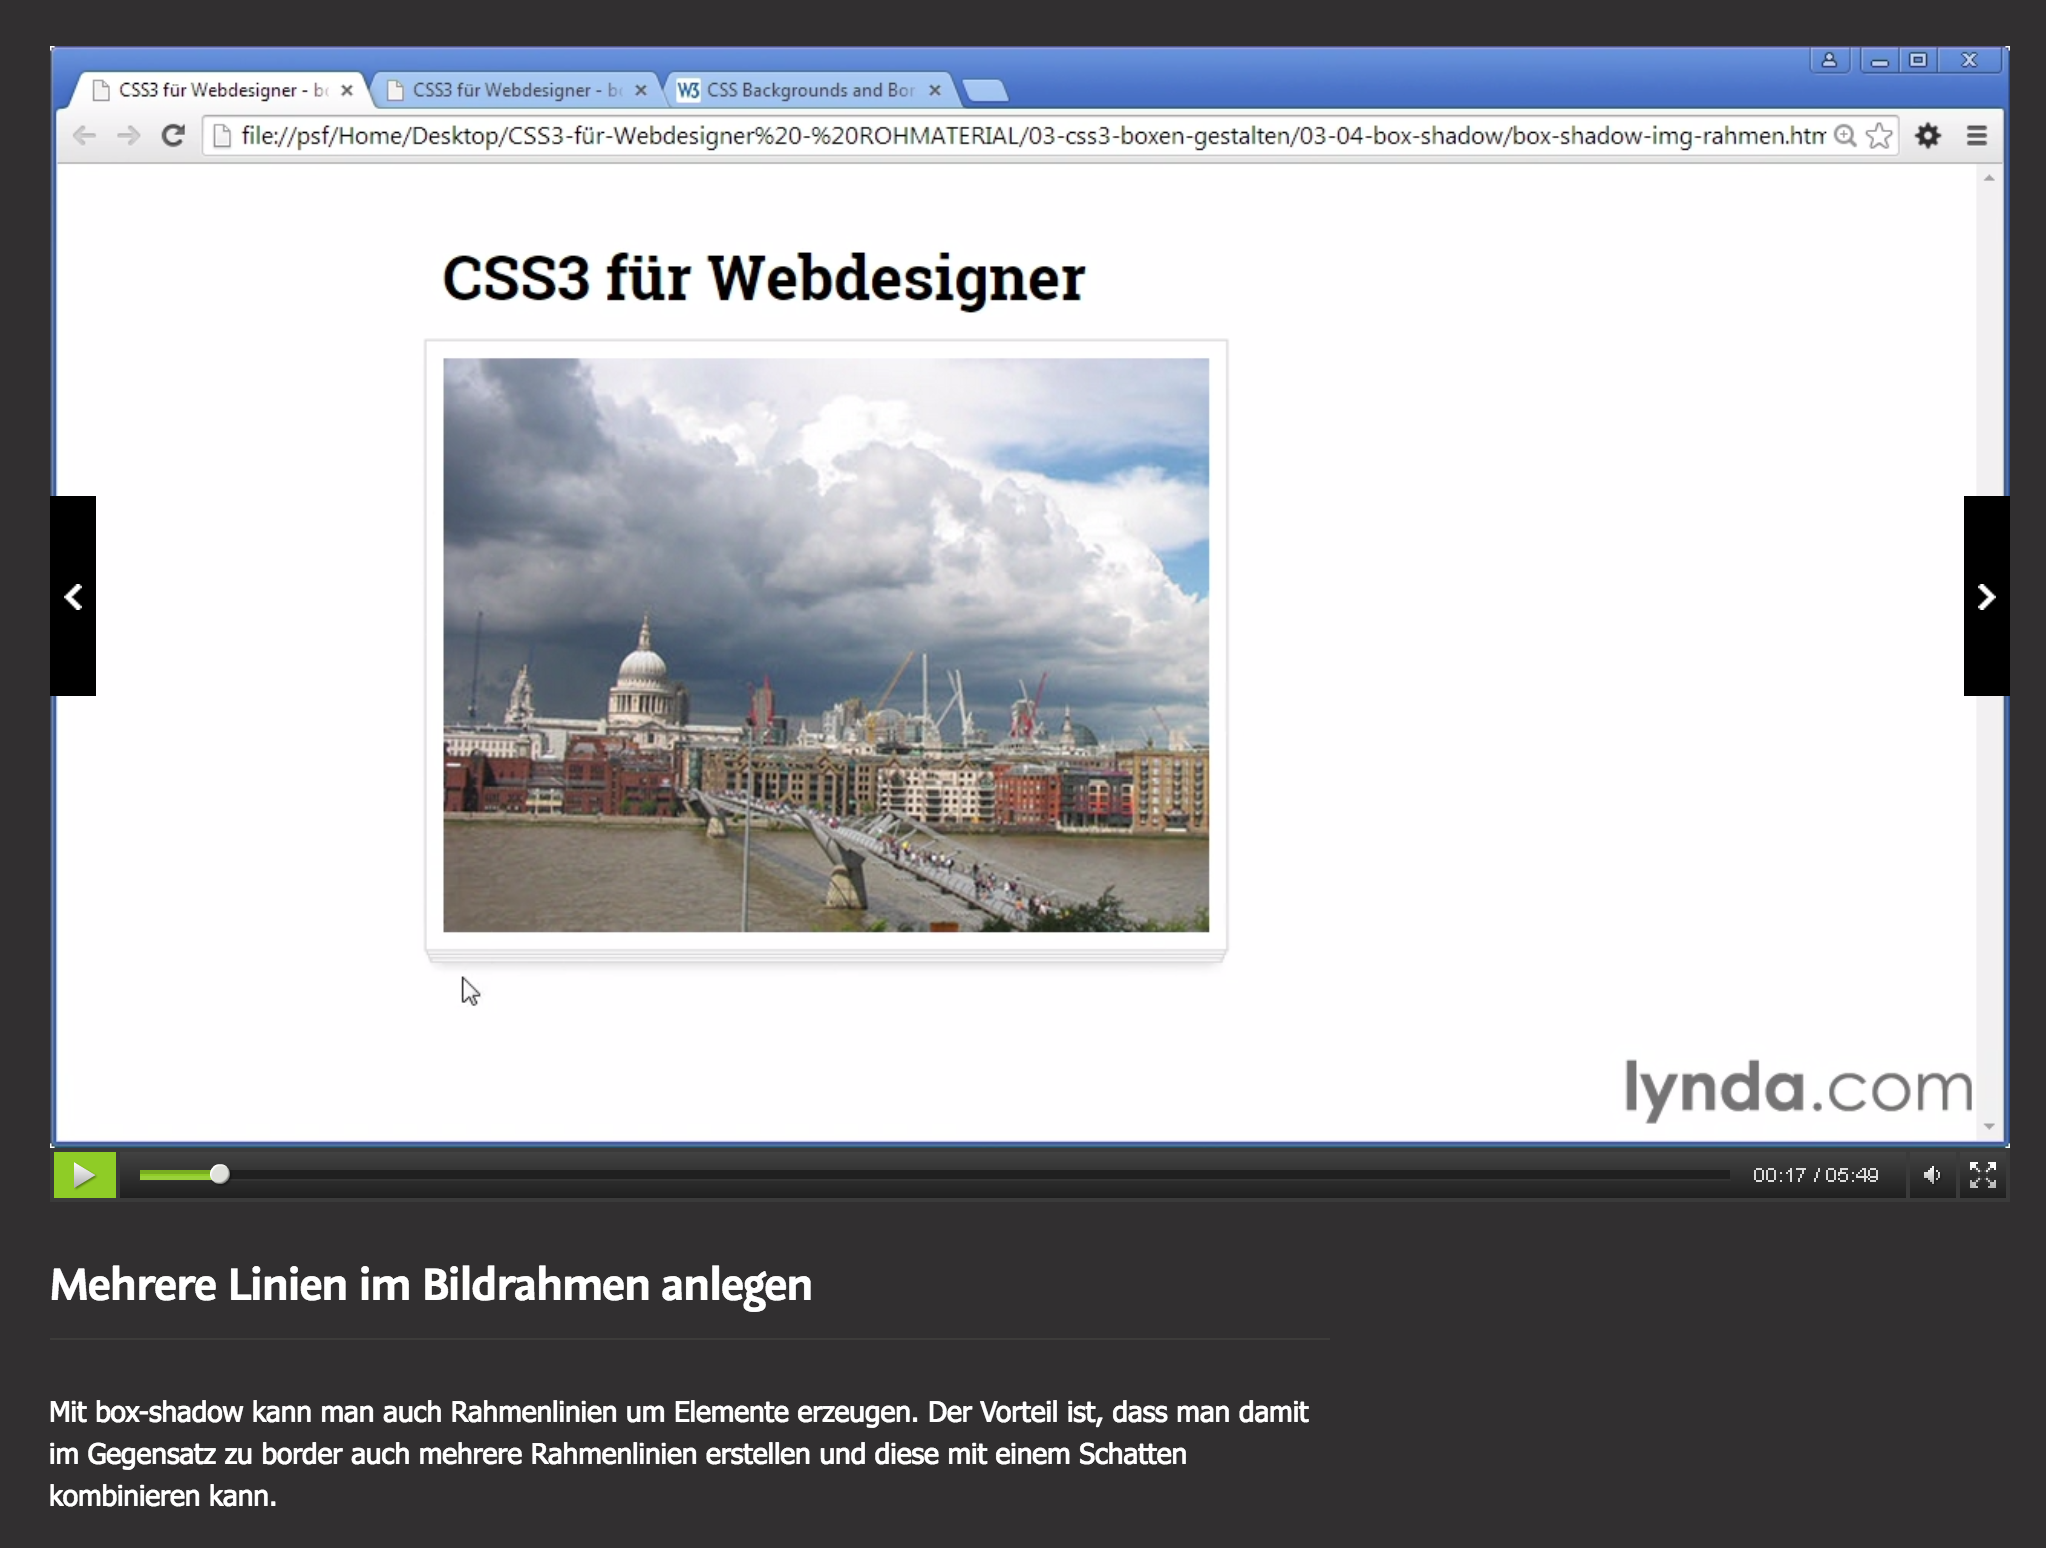 CSS3 für Webdesigner - b
CSS3 für Webdesigner - b
W3 CSS Backgrounds and Bor
file://psf/Home/Desktop/CSS3-für-Webdesigner%20-%20ROHMATERIAL/03-css3-boxen-gestalten/03-04-box-shadow/box-shadow-img-rahmen.htm
CSS3 für Webdesigner
lynda.com
00:17 / 05:49
Mehrere Linien im Bildrahmen anlegen
Mit box-shadow kann man auch Rahmenlinien um Elemente erzeugen. Der Vorteil ist, dass man damit
im Gegensatz zu border auch mehrere Rahmenlinien erstellen und diese mit einem Schatten
kombinieren kann.